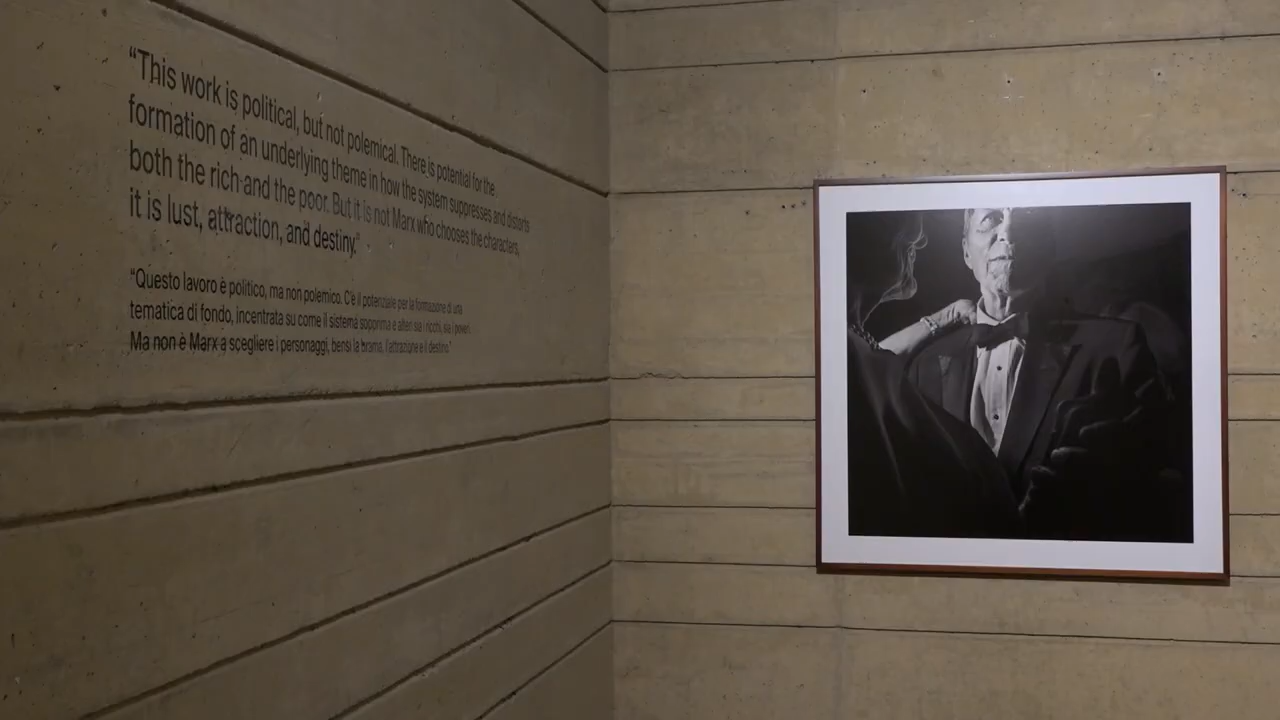 “This work is political, but not polemical. There is potential for the
formation of an underlying theme in how the system suppresses and distorts
both the rich and the poor. But it is not Marx who chooses the characters,
it is lust, attraction, and destiny.”
“Questo lavoro è politico, ma non polemico. C’è il potenziale per la formazione di una
tematica di fondo, incentrata su come il sistema sopprima e alteri sia i ricchi, sia i poveri.
Ma non è Marx a scegliere i personaggi, bensì la brama, l’attrazione e il destino.”